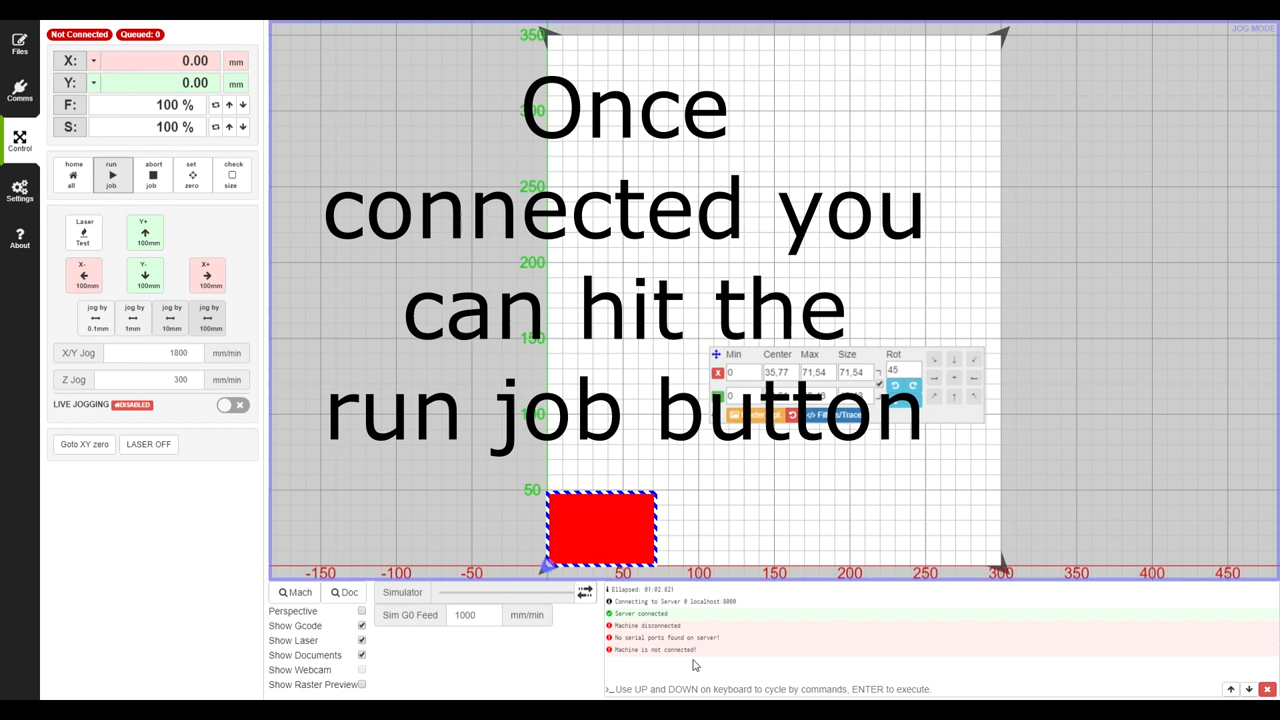 Not Connected Queued: 0
Files
Comms
Control
Settings
About
X: 0.00 mm
Y: 0.00 mm
F: 100 %
S: 100 %
home all
run job
abort job
set zero
check size
Laser Test
Y+ 100mm
X- 100mm
Y- 100mm
X+ 100mm
jog by 0.1mm
jog by 1mm
jog by 10mm
jog by 100mm
X/Y Jog 1800 mm/min
Z Jog 300 mm/min
LIVE JOGGING DISABLED
Goto XY zero LASER OFF
JOG MODE
Once
connected you
can hit the
run job button
350
300
250
200
150
100
50
-150 -100 -50 50 100 150 200 250 300 350 400 450
Min Center Max Size Rot
X 0 35,77 71,54 71,54 45
0
Mach Doc
Perspective
Show Gcode
Show Laser
Show Documents
Show Webcam
Show Raster Preview
Simulator
Sim G0 Feed 1000 mm/min
Ellapsed: 01:02.821
Connecting to Server @ localhost:8000
Server connected
Machine disconnected
No serial ports found on server!
Machine is not connected!
>_ Use UP and DOWN on keyboard to cycle by commands, ENTER to execute.